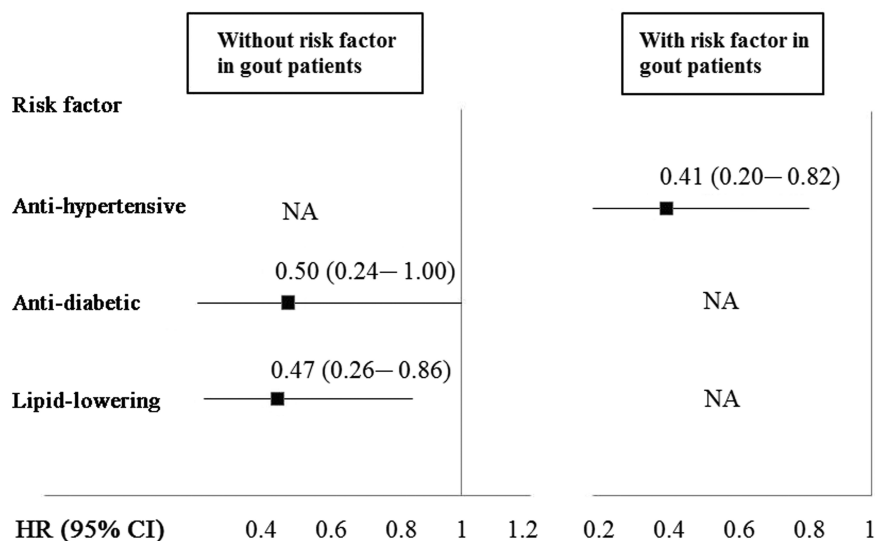 Without risk factor
in gout patients
With risk factor in
gout patients
Risk factor
Anti-hypertensive
NA
0.41 (0.20—0.82)
Anti-diabetic
0.50 (0.24—1.00)
NA
Lipid-lowering
0.47 (0.26—0.86)
NA
HR (95% CI)
0.4 0.6 0.8 1 1.2
0.2 0.4 0.6 0.8 1